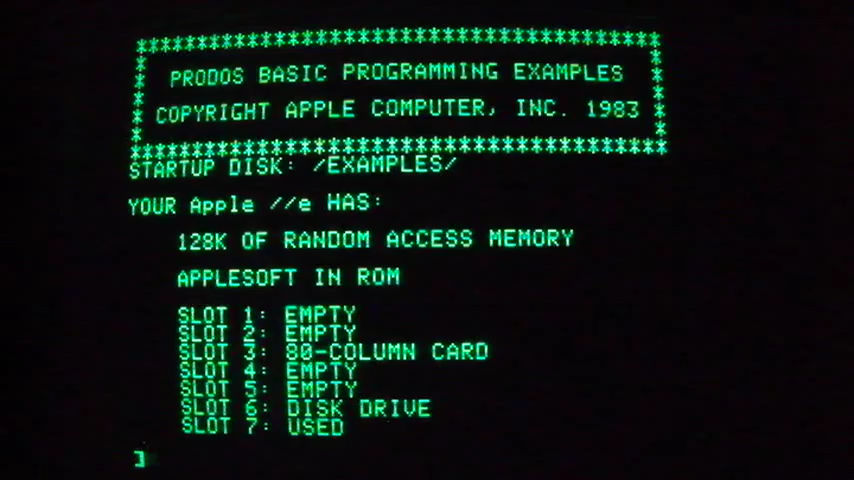 ****************************************
* PRODOS BASIC PROGRAMMING EXAMPLES *
* COPYRIGHT APPLE COMPUTER, INC. 1983 *
****************************************
STARTUP DISK: /EXAMPLES/
YOUR Apple //e HAS:
128K OF RANDOM ACCESS MEMORY
APPLESOFT IN ROM
SLOT 1: EMPTY
SLOT 2: EMPTY
SLOT 3: 80-COLUMN CARD
SLOT 4: EMPTY
SLOT 5: EMPTY
SLOT 6: DISK DRIVE
SLOT 7: USED
]